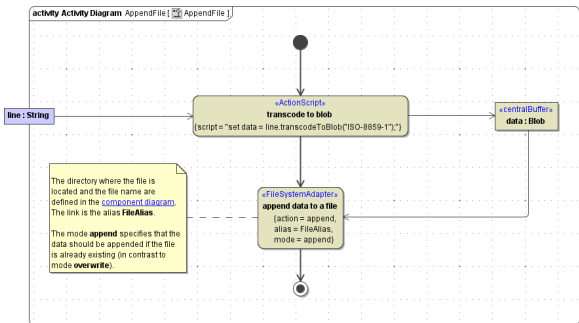 activity Activity Diagram AppendFile [ AppendFile ]
«ActionScript»
transcode to blob
{script = "set data = line.transcodeToBlob("ISO-8859-1");"}
line : String
«centralBuffer»
data : Blob
The directory where the file is
located and the file name are
defined in the component diagram.
The link is the alias FileAlias.
The mode append specifies that the
data should be appended if the file
is already existing (in contrast to
mode overwrite).
«FileSystemAdapter»
append data to a file
{action = append,
alias = FileAlias,
mode = append}